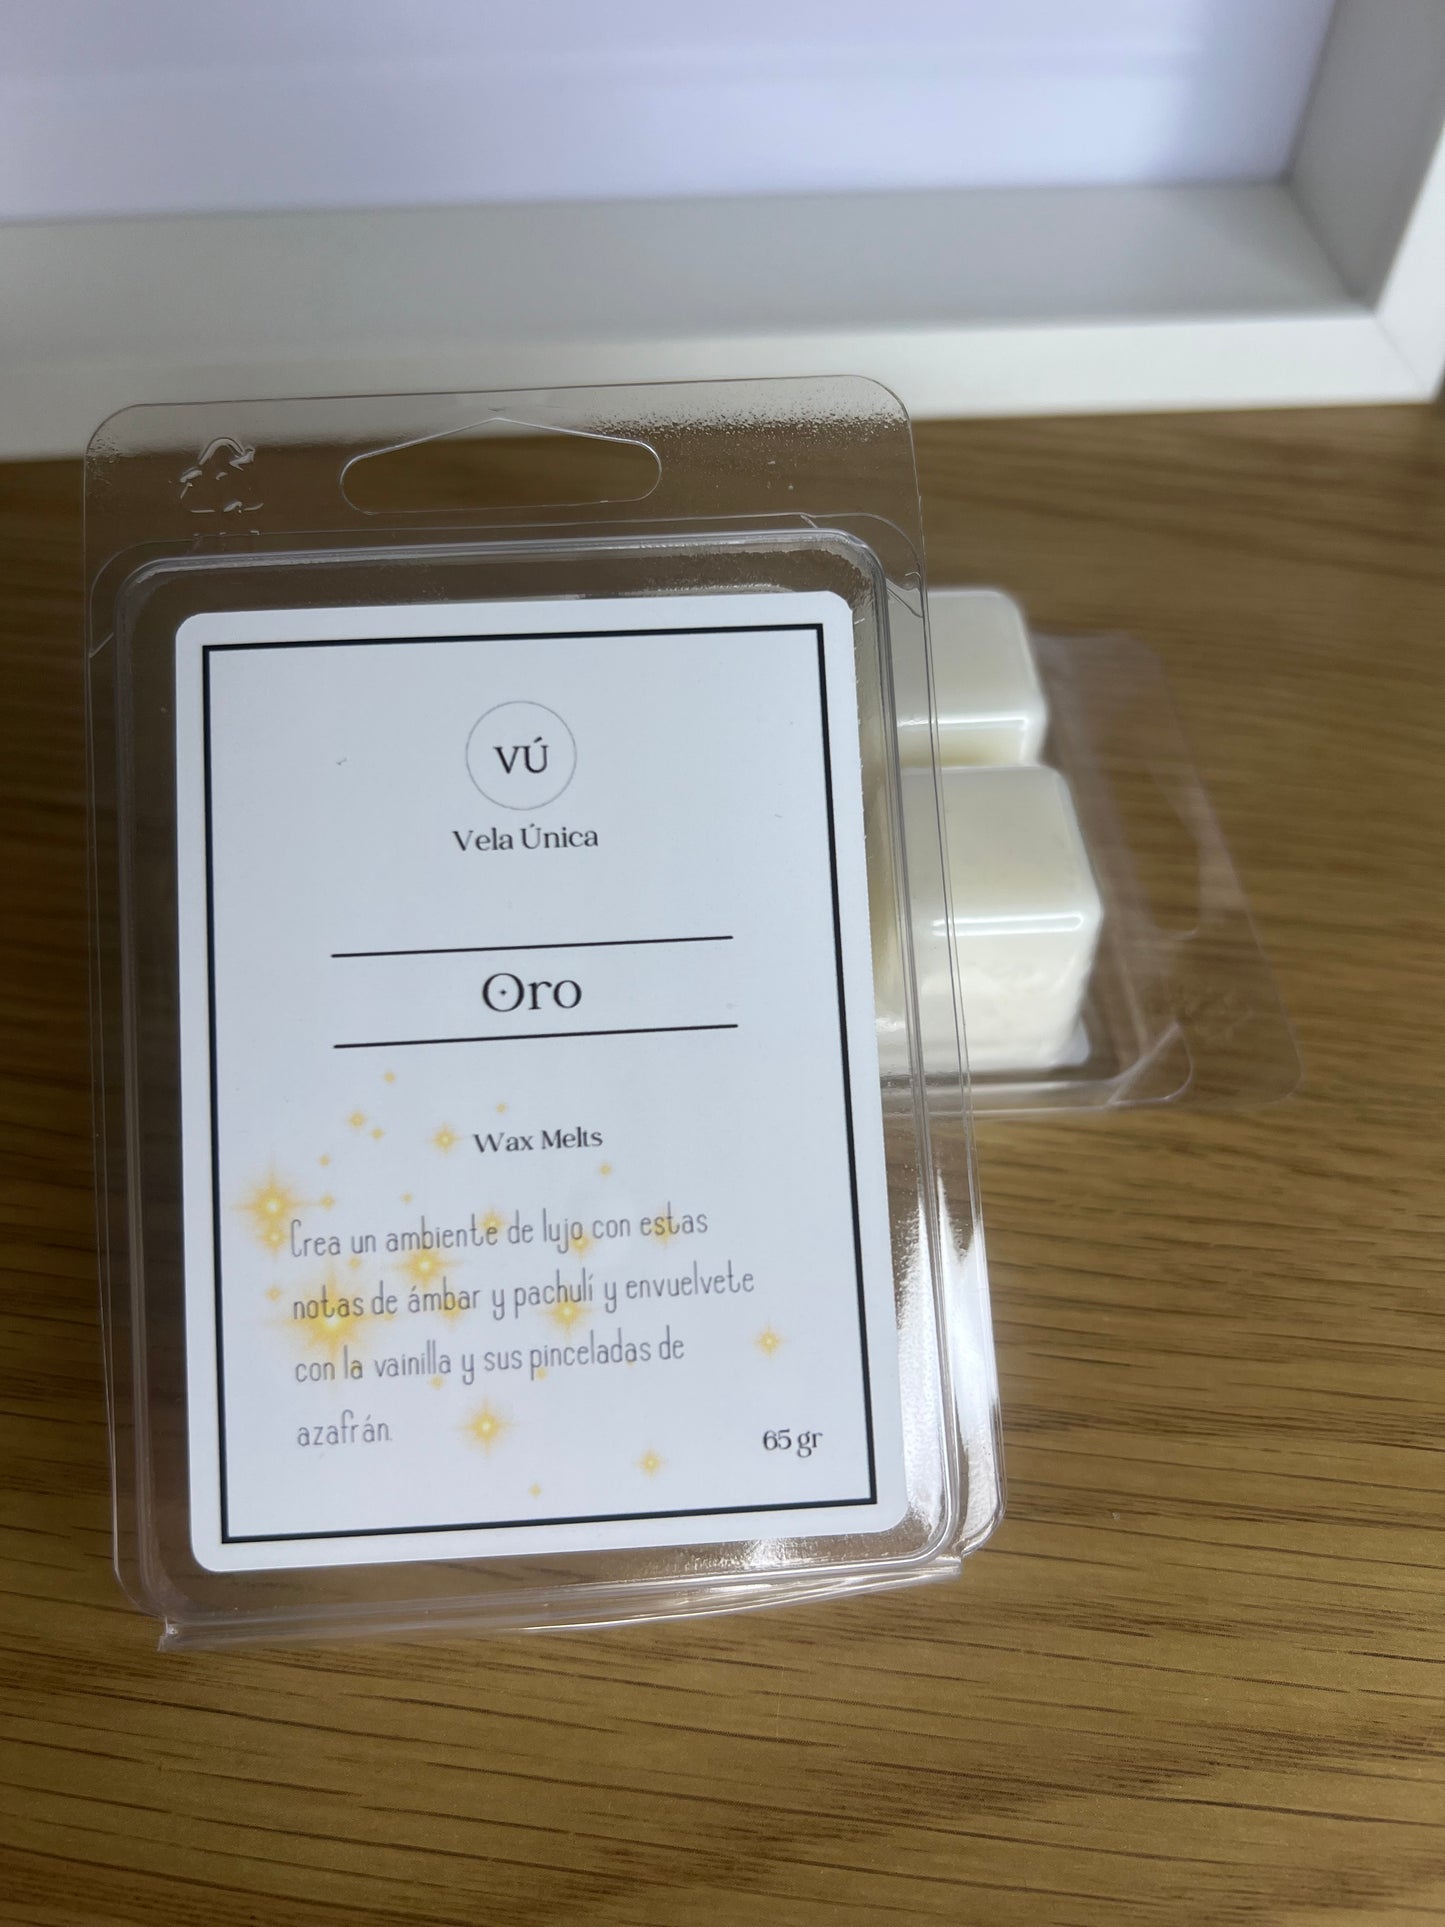 VÚ
Vela Única
Oro
Wax Melts
Crea un ambiente de lujo con estas
notas de ámbar y pachulí y envuelvete
con la vainilla y sus pinceladas de
azafrán.
65 gr